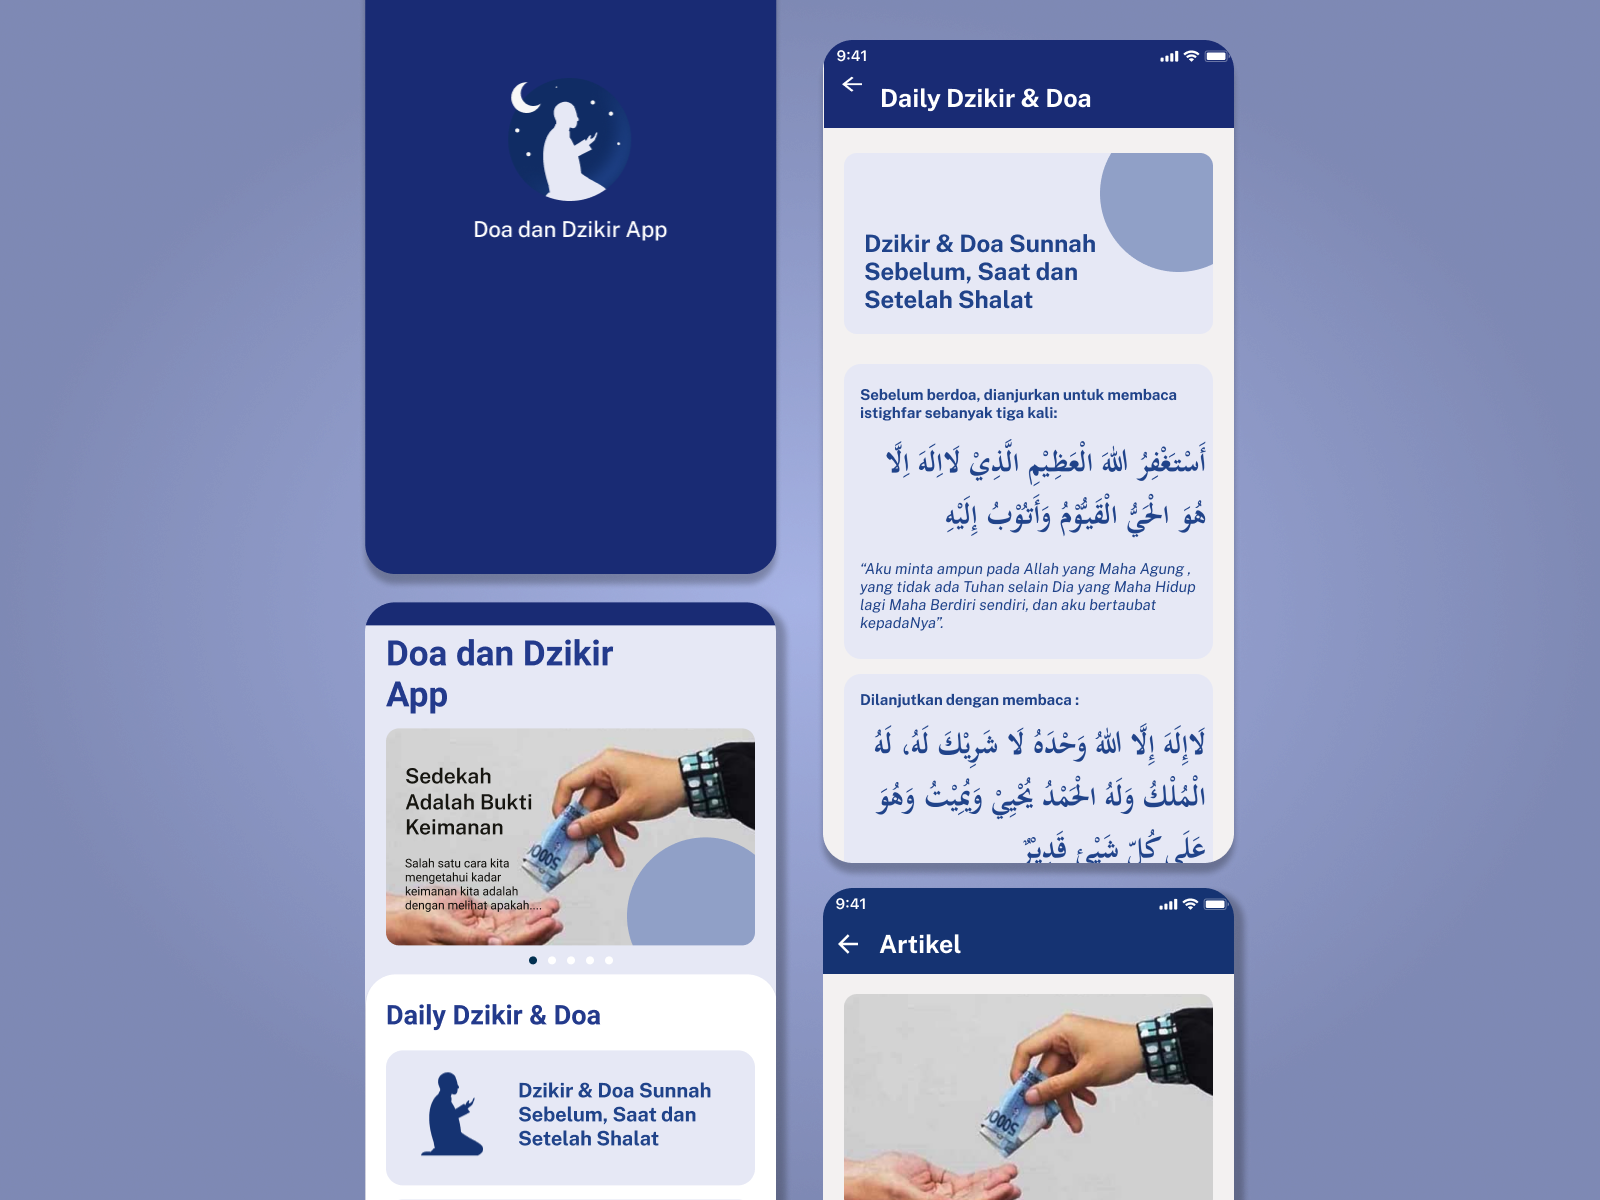 Doa dan Dzikir App
Doa dan Dzikir
App
Sedekah
Adalah Bukti
Keimanan
Salah satu cara kita
mengetahui kadar
keimanan kita adalah
dengan melihat apakah....
5000
Daily Dzikir & Doa
Dzikir & Doa Sunnah
Sebelum, Saat dan
Setelah Shalat
9:41
Daily Dzikir & Doa
Dzikir & Doa Sunnah
Sebelum, Saat dan
Setelah Shalat
Sebelum berdoa, dianjurkan untuk membaca
istighfar sebanyak tiga kali:
أَسْتَغْفِرُ اللهَ الْعَظِيْمِ الَّذِيْ لَااِلَهَ اِلَّا
هُوَ الْحَيُّ الْقَيُّوْمُ وَأَتُوْبُ إِلَيْهِ
“Aku minta ampun pada Allah yang Maha Agung ,
yang tidak ada Tuhan selain Dia yang Maha Hidup
lagi Maha Berdiri sendiri, dan aku bertaubat
kepadaNya”.
Dilanjutkan dengan membaca :
لَاإِلَهَ إِلَّا اللهُ وَحْدَهُ لَا شَرِيْكَ لَهُ، لَهُ
الْمُلْكُ وَلَهُ الْحَمْدُ يُحْيِيْ وَيُمِيْتُ وَهُوَ
عَلَى كُلِّ شَيْئٍ قَدِيْرٌ
9:41
Artikel
5000